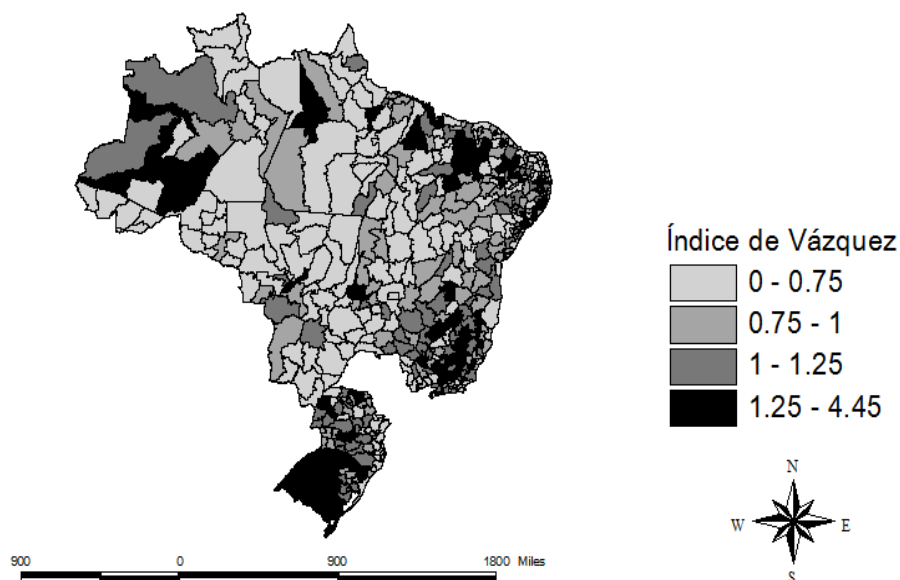 Índice de Vázquez
0 - 0.75
0.75 - 1
1 - 1.25
1.25 - 4.45
N
W E
S
900 0 900 1800 Miles